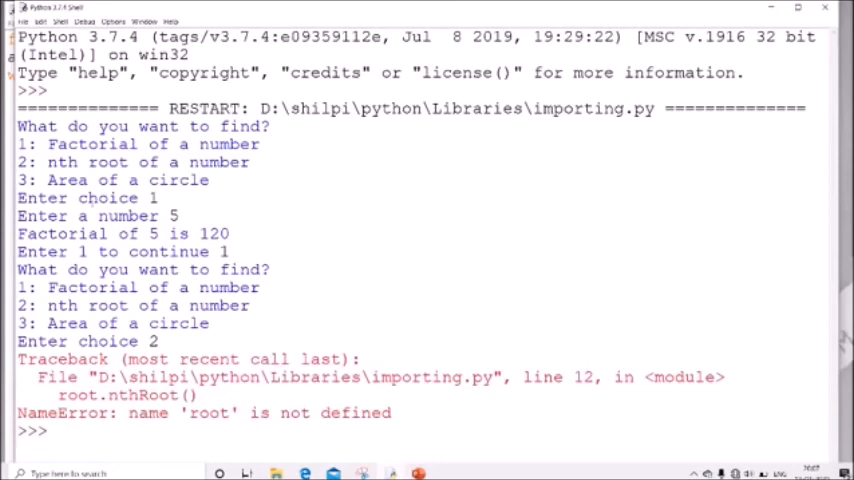 Python 3.7.4 Shell
File Edit Shell Debug Options Window Help
Python 3.7.4 (tags/v3.7.4:e09359112e, Jul  8 2019, 19:29:22) [MSC v.1916 32 bit
(Intel)] on win32
Type "help", "copyright", "credits" or "license()" for more information.
>>>
============== RESTART: D:\shilpi\python\Libraries\importing.py ==============
What do you want to find?
1: Factorial of a number
2: nth root of a number
3: Area of a circle
Enter choice 1
Enter a number 5
Factorial of 5 is 120
Enter 1 to continue 1
What do you want to find?
1: Factorial of a number
2: nth root of a number
3: Area of a circle
Enter choice 2
Traceback (most recent call last):
  File "D:\shilpi\python\Libraries\importing.py", line 12, in <module>
    root.nthRoot()
NameError: name 'root' is not defined
>>>
Type here to search